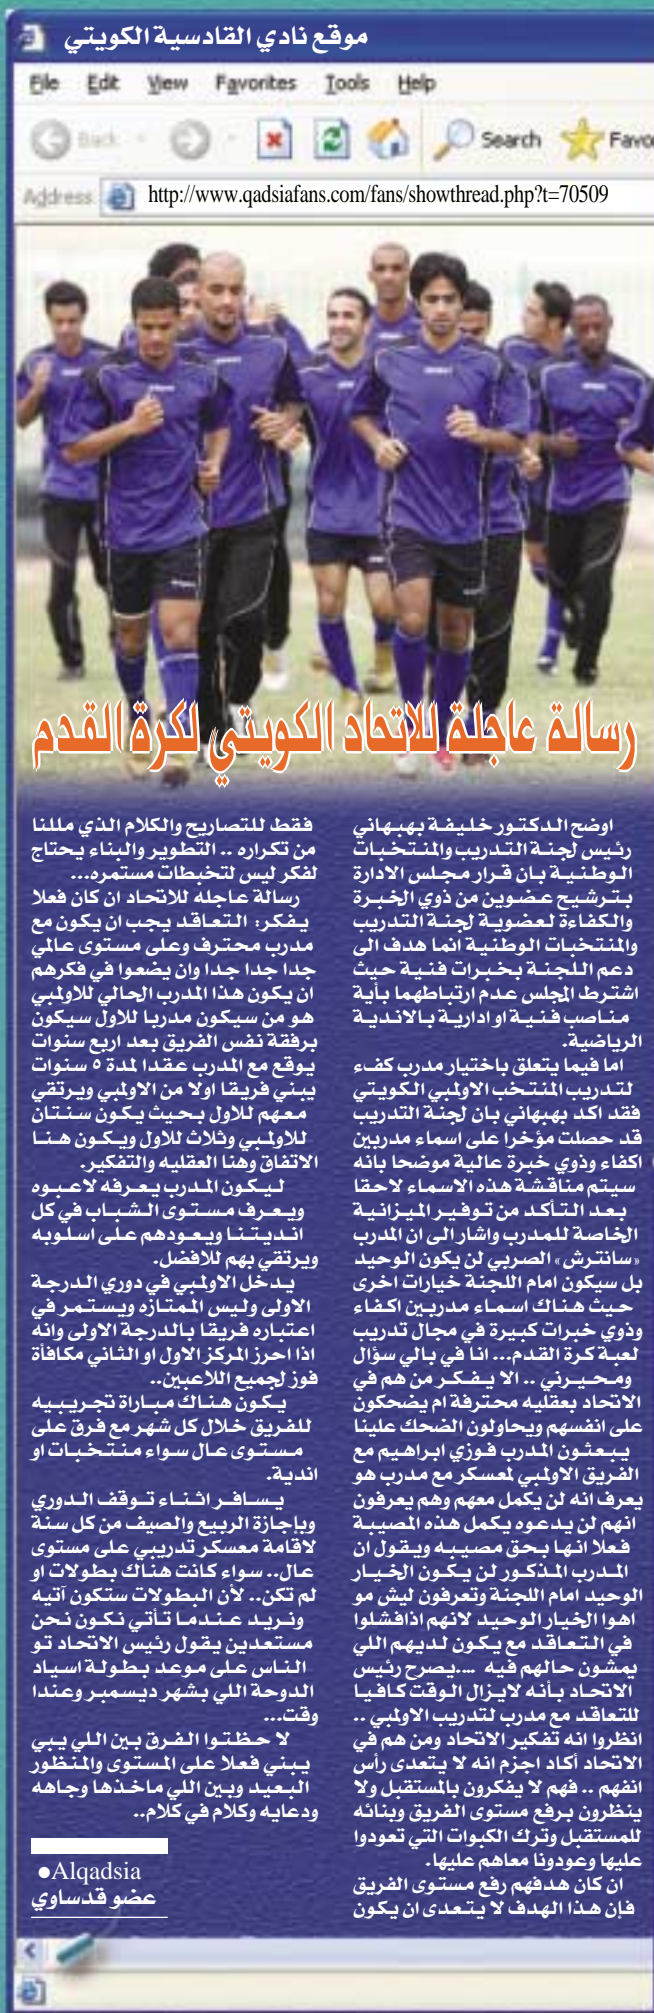 موقع نادي القادسية الكويتي
File Edit View Favorites Tools Help
Back Search Favo
Address http://www.qadsiafans.com/fans/showthread.php?t=70509
رسالة عاجلة للاتحاد الكويتي لكرة القدم
اوضح الدكتور خليفة بهبهاني
رئيس لجنة التدريب والمنتخبات
الوطنية بان قرار مجلس الادارة
بترشيح عضوين من ذوي الخبرة
والكفاءة لعضوية لجنة التدريب
والمنتخبات الوطنية انما هدف الى
دعم اللجنة بخبرات فنية حيث
اشترط المجلس عدم ارتباطهما بأية
مناصب فنية او ادارية بالاندية
الرياضية.
اما فيما يتعلق باختيار مدرب كفء
لتدريب المنتخب الاولمبي الكويتي
فقد اكد بهبهاني بان لجنة التدريب
قد حصلت مؤخرا على اسماء مدربين
اكفاء وذوي خبرة عالية موضحا بانه
سيتم مناقشة هذه الاسماء لاحقا
بعد التأكد من توفير الميزانية
الخاصة للمدرب واشار الى ان المدرب
«سانترش» الصربي لن يكون الوحيد
بل سيكون امام اللجنة خيارات اخرى
حيث هناك اسماء مدربين اكفاء
وذوي خبرات كبيرة في مجال تدريب
لعبة كرة القدم... انا في بالي سؤال
ومحيرني .. الا يفكر من هم في
الاتحاد بعقليه محترفة ام يضحكون
على انفسهم ويحاولون الضحك علينا
يبعثون المدرب فوزي ابراهيم مع
الفريق الاولمبي لمعسكر مع مدرب هو
يعرف انه لن يكمل معهم وهم يعرفون
انهم لن يدعوه يكمل هذه المصيبة
فعلا انها بحق مصيبه ويقول ان
المدرب المذكور لن يكون الخيار
الوحيد امام اللجنة وتعرفون ليش مو
اهوا الخيار الوحيد لانهم اذافشلوا
في التعاقد مع يكون لديهم اللي
يمشون حالهم فيه ....يصرح رئيس
الاتحاد بأنه لايزال الوقت كافيا
للتعاقد مع مدرب لتدريب الاولمبي ..
انظروا انه تفكير الاتحاد ومن هم في
الاتحاد أكاد اجزم انه لا يتعدى رأس
انفهم .. فهم لا يفكرون بالمستقبل ولا
ينظرون برفع مستوى الفريق وبنائه
للمستقبل وترك الكبوات التي تعودوا
عليها وعودونا معاهم عليها.
ان كان هدفهم رفع مستوى الفريق
فإن هذا الهدف لا يتعدى ان يكون
فقط للتصاريح والكلام الذي مللنا
من تكراره .. التطوير والبناء يحتاج
لفكر ليس لتخبطات مستمره...
رسالة عاجله للاتحاد ان كان فعلا
يفكر: التعاقد يجب ان يكون مع
مدرب محترف وعلى مستوى عالمي
جدا جدا جدا وان يضعوا في فكرهم
ان يكون هذا المدرب الحالي للاولمبي
هو من سيكون مدربا للاول سيكون
برفقة نفس الفريق بعد اربع سنوات
يوقع مع المدرب عقدا لمدة ٥ سنوات
يبني فريقا اولا من الاولمبي ويرتقي
معهم للاول بحيث يكون سنتان
للاولمبي وثلاث للاول ويكون هنا
الاتفاق وهنا العقليه والتفكير.
ليكون المدرب يعرفه لاعبوه
ويعرف مستوى الشباب في كل
انديتنا ويعودهم على اسلوبه
ويرتقي بهم للافضل.
يدخل الاولمبي في دوري الدرجة
الاولى وليس الممتازه ويستمر في
اعتباره فريقا بالدرجة الاولى وانه
اذا احرز المركز الاول او الثاني مكافأة
فوز لجميع اللاعبين..
يكون هناك مباراة تجريبيه
للفريق خلال كل شهر مع فرق على
مستوى عال سواء منتخبات او
اندية.
يسافر اثناء توقف الدوري
وباجازة الربيع والصيف من كل سنة
لاقامة معسكر تدريبي على مستوى
عال.. سواء كانت هناك بطولات او
لم تكن.. لأن البطولات ستكون آتيه
ونريد عندما تأتي نكون نحن
مستعدين يقول رئيس الاتحاد تو
الناس على موعد بطولة اسياد
الدوحة اللي بشهر ديسمبر وعندا
وقت...
لا حظتوا الفرق بين اللي يبي
يبني فعلا على المستوى والمنظور
البعيد وبين اللي ماخذها وجاهه
ودعايه وكلام في كلام..
●Alqadsia
عضو قدساوي